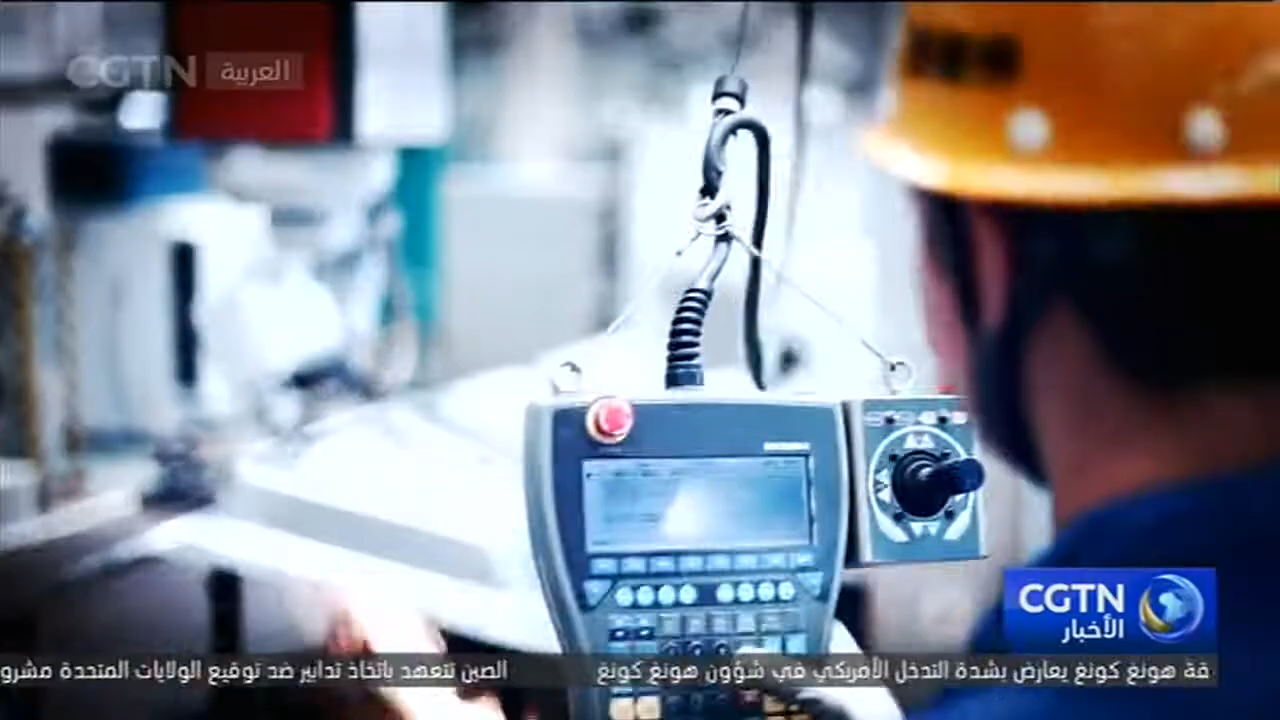 CGTN العربية
CGTN
الأخبار
قة هونغ كونغ يعارض بشدة التدخل الأمريكي في شؤون هونغ كونغ الصين تتعهد باتخاذ تدابير ضد توقيع الولايات المتحدة مشرو